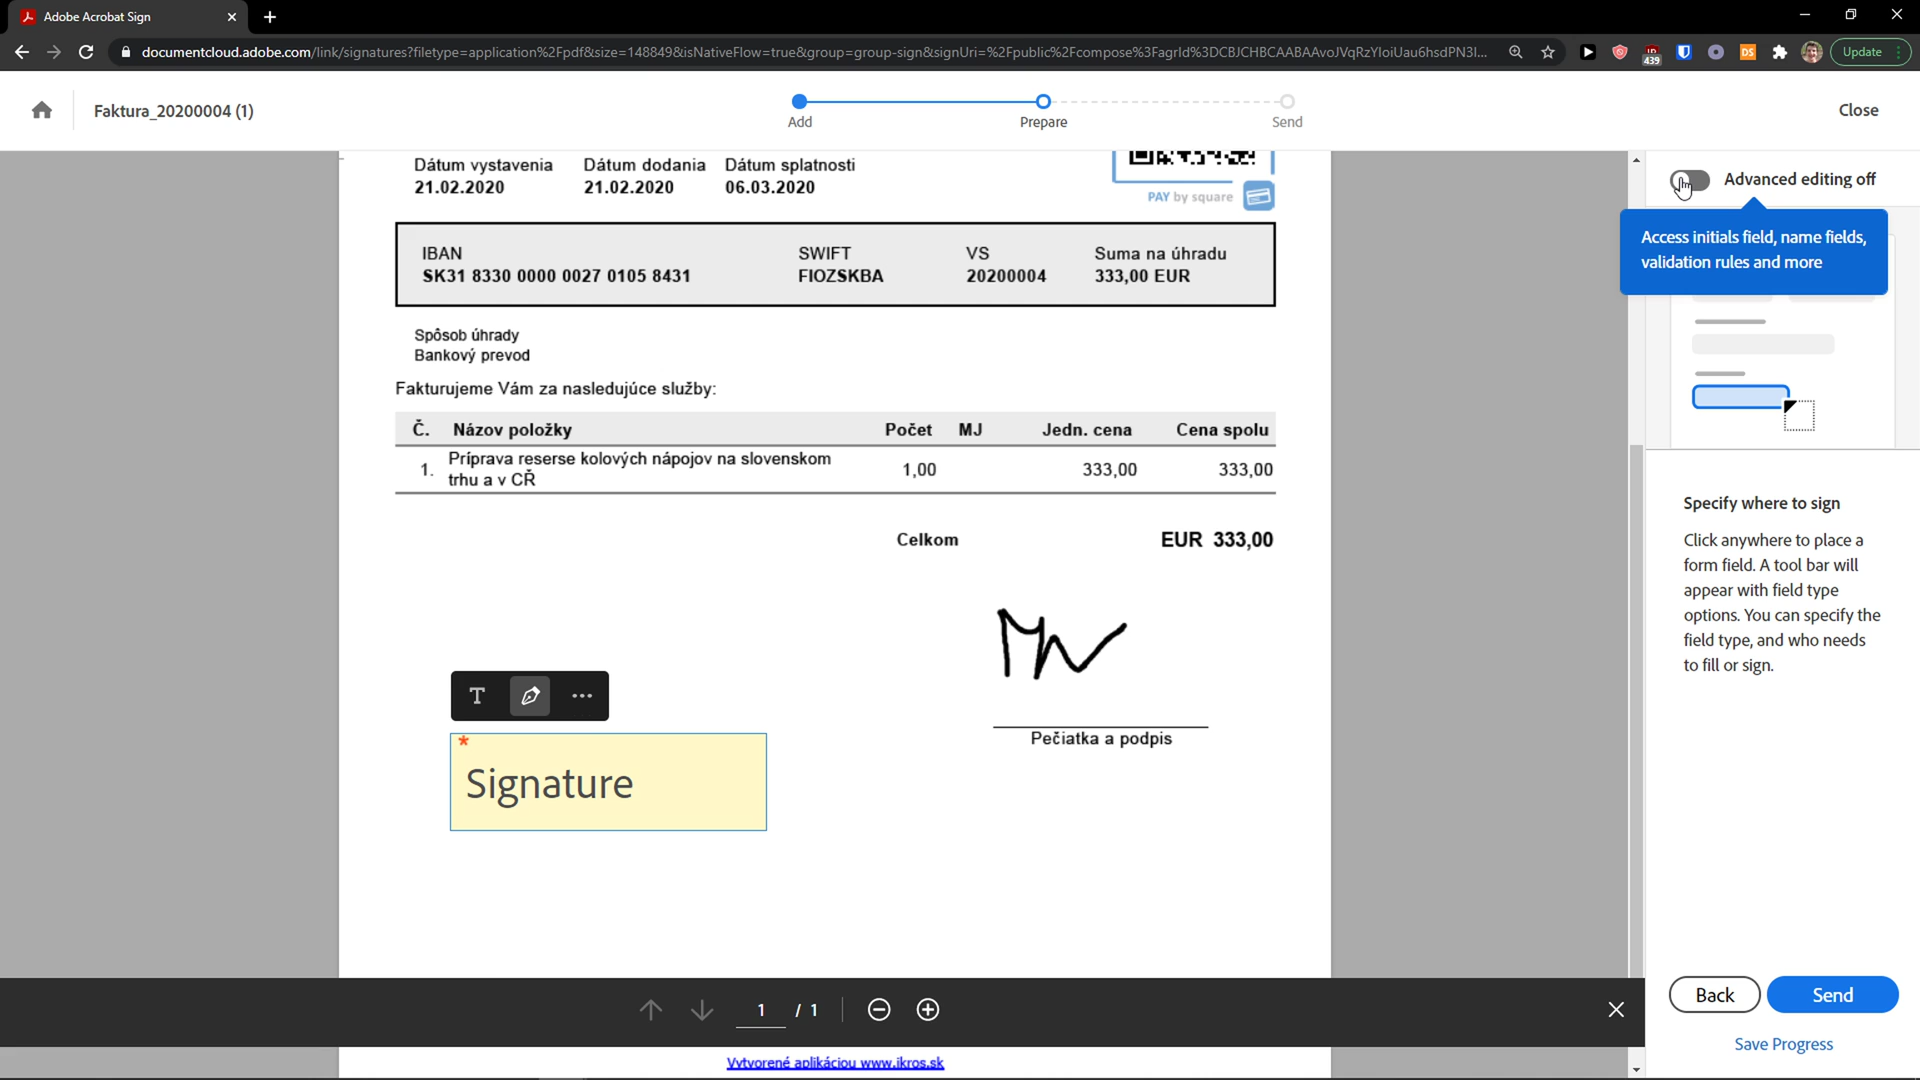 Adobe Acrobat Sign
documentcloud.adobe.com/link/signatures?filetype=application%2Fpdf&size=148849&isNativeFlow=true&group=group-sign&signUri=%2Fpublic%2Fcompose%3FagrId%3DCBJCHBCAABAAvoJVqRzYIoiUau6hsdPN3I...
439
DS
Update
Faktura_20200004 (1)
Add
Prepare
Send
Close
Dátum vystavenia Dátum dodania Dátum splatnosti
21.02.2020 21.02.2020 06.03.2020
PAY by square
Advanced editing off
Access initials field, name fields,
validation rules and more
IBAN SWIFT VS Suma na úhradu
SK31 8330 0000 0027 0105 8431 FIOZSKBA 20200004 333,00 EUR
Spôsob úhrady
Bankový prevod
Fakturujeme Vám za nasledujúce služby:
Č. Názov položky Počet MJ Jedn. cena Cena spolu
1. Príprava reserse kolových nápojov na slovenskom
trhu a v CŘ
1,00 333,00 333,00
Celkom EUR 333,00
Pečiatka a podpis
T
* Signature
Specify where to sign
Click anywhere to place a
form field. A tool bar will
appear with field type
options. You can specify the
field type, and who needs
to fill or sign.
1 / 1
Back
Send
Save Progress
Vytvorené aplikáciou www.ikros.sk